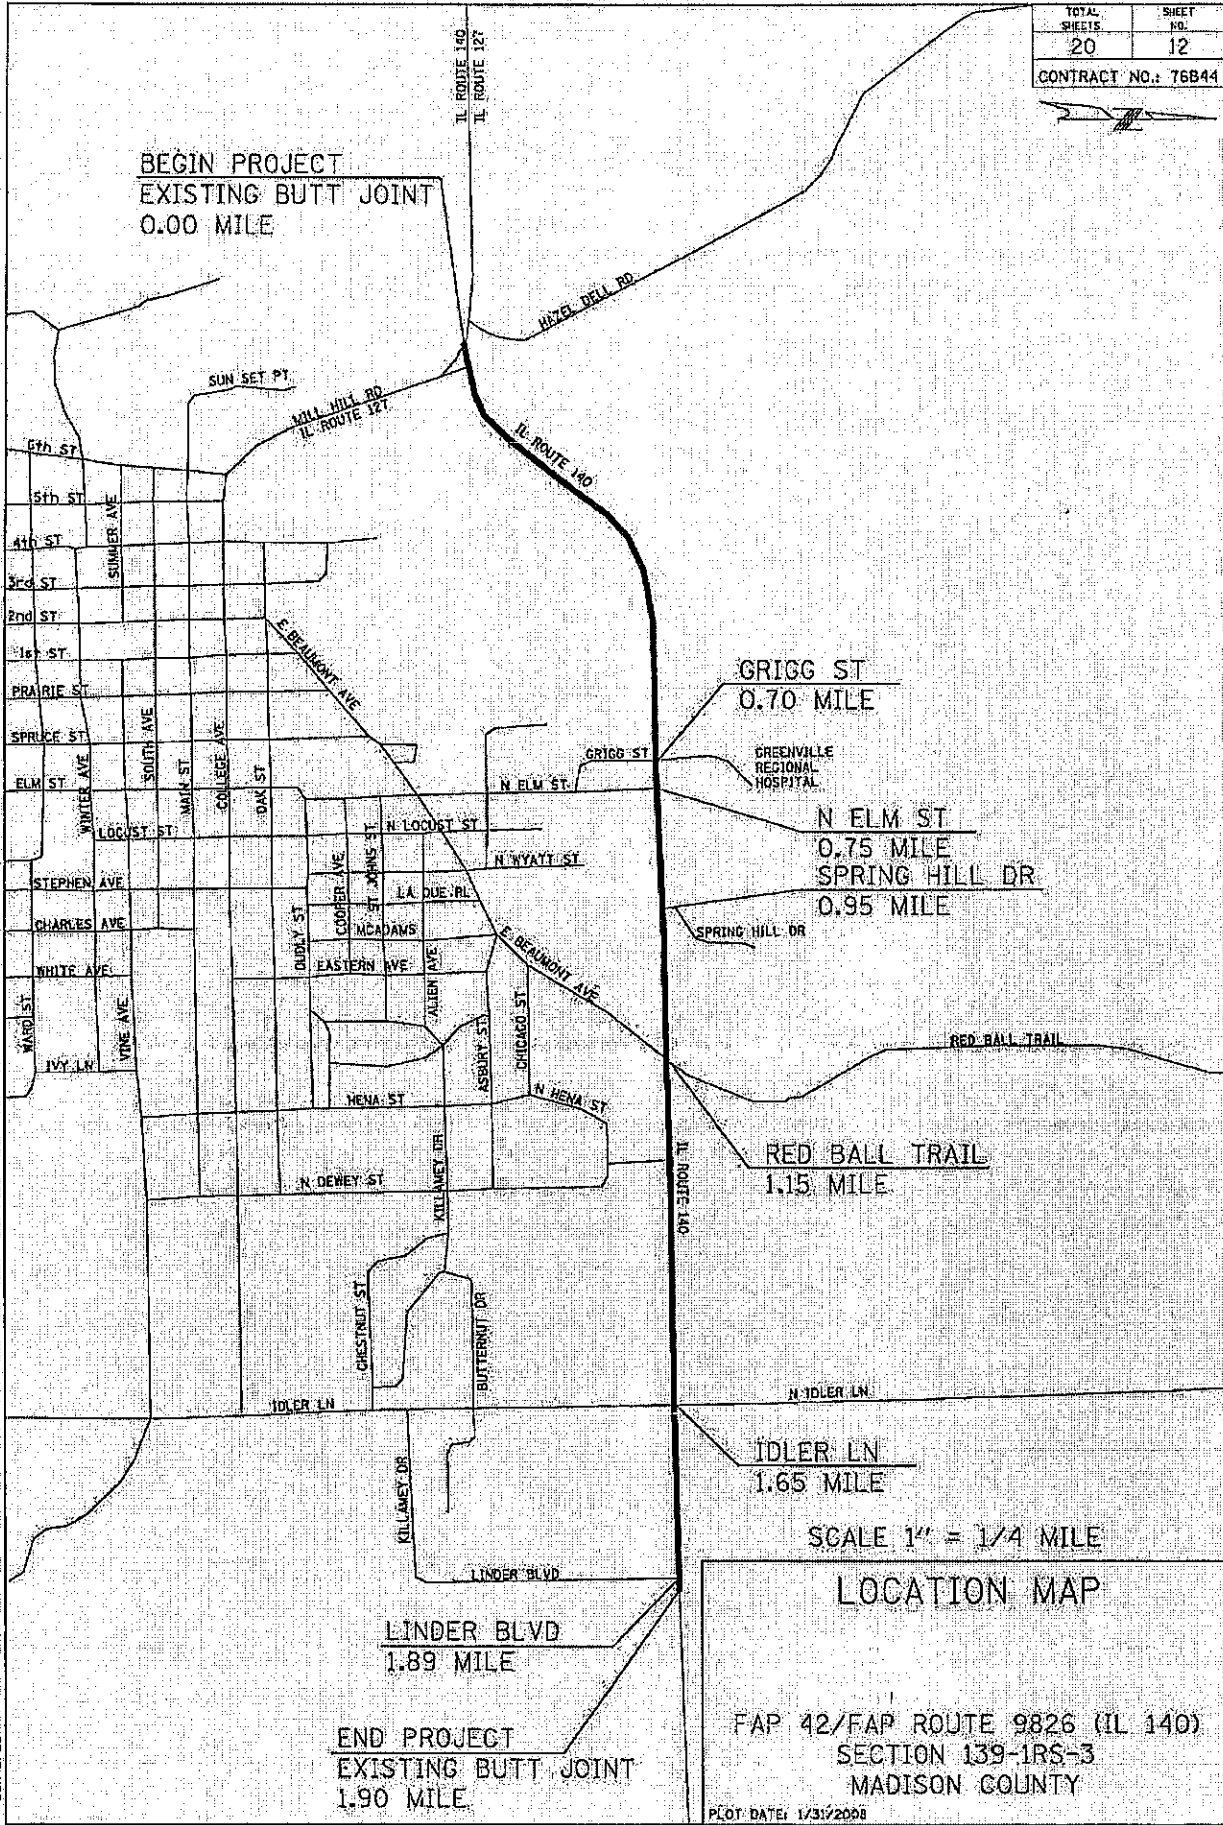 TOTAL SHEETS
SHEET NO.
20
12
CONTRACT NO.: 76B44
IL ROUTE 140
IL ROUTE 127
BEGIN PROJECT
EXISTING BUTT JOINT
0.00 MILE
HAZEL DELL RD
SUN SET PT
MILL HILL RD
IL ROUTE 127
IL ROUTE 140
6th ST
5th ST
4th ST
3rd ST
2nd ST
1st ST
PRAIRIE ST
SPRUCE ST
ELM ST
SUMMER AVE
E BEAUMONT AVE
WINTER AVE
SOUTH AVE
MAIN ST
COLLEGE AVE
OAK ST
GRIGG ST
0.70 MILE
GRIGG ST
GREENVILLE
REGIONAL
HOSPITAL
N ELM ST
N ELM ST
0.75 MILE
LOCUST ST
N LOCUST ST
N WYATT ST
SPRING HILL DR
0.95 MILE
SPRING HILL DR
STEPHEN AVE
CHARLES AVE
WHITE AVE
WARD ST
VINE AVE
IVY LN
DUDLY ST
COOPER AVE
ST JOHNS ST
LA DUE RL
MCADAMS
EASTERN AVE
ALIEN AVE
E BEAUMONT AVE
ASBURY ST
CHICAGO ST
RED BALL TRAIL
HENA ST
N HENA ST
RED BALL TRAIL
1.15 MILE
N DEWEY ST
KILLAMEY DR
IL ROUTE 140
CHESTNUT ST
BUTTERNUT DR
IDLER LN
N IDLER LN
IDLER LN
1.65 MILE
KILLAMEY DR
SCALE 1" = 1/4 MILE
LINDER BLVD
LINDER BLVD
1.89 MILE
END PROJECT
EXISTING BUTT JOINT
1.90 MILE
LOCATION MAP
FAP 42/FAP ROUTE 9826 (IL 140)
SECTION 139-1RS-3
MADISON COUNTY
PLOT DATE: 1/31/2008